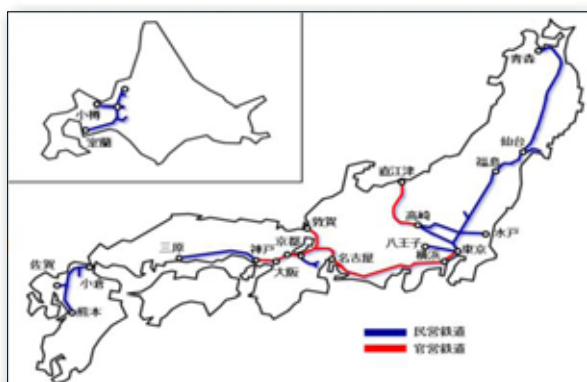 小樽
室蘭
青森
仙台
福島
直江津
高崎
水戸
敦賀
八王子
東京
横浜
京都
神戸
三原
大阪
名古屋
佐賀
小倉
熊本
民営鉄道
官営鉄道